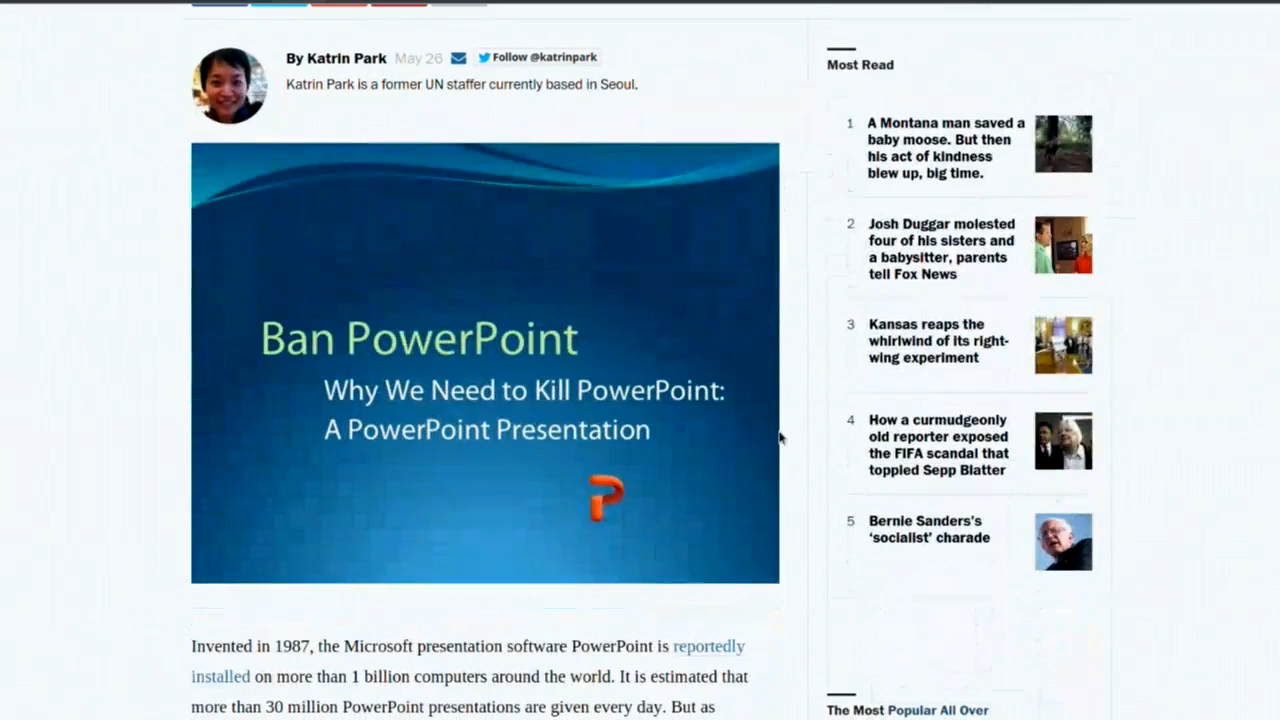 By Katrin Park May 26 Follow @katrinpark
Katrin Park is a former UN staffer currently based in Seoul.
Ban PowerPoint
Why We Need to Kill PowerPoint:
A PowerPoint Presentation
Invented in 1987, the Microsoft presentation software PowerPoint is reportedly
installed on more than 1 billion computers around the world. It is estimated that
more than 30 million PowerPoint presentations are given every day. But as
Most Read
1 A Montana man saved a
baby moose. But then
his act of kindness
blew up, big time.
2 Josh Duggar molested
four of his sisters and
a babysitter, parents
tell Fox News
3 Kansas reaps the
whirlwind of its right-
wing experiment
4 How a curmudgeonly
old reporter exposed
the FIFA scandal that
toppled Sepp Blatter
5 Bernie Sanders's
‘socialist’ charade
The Most Popular All Over